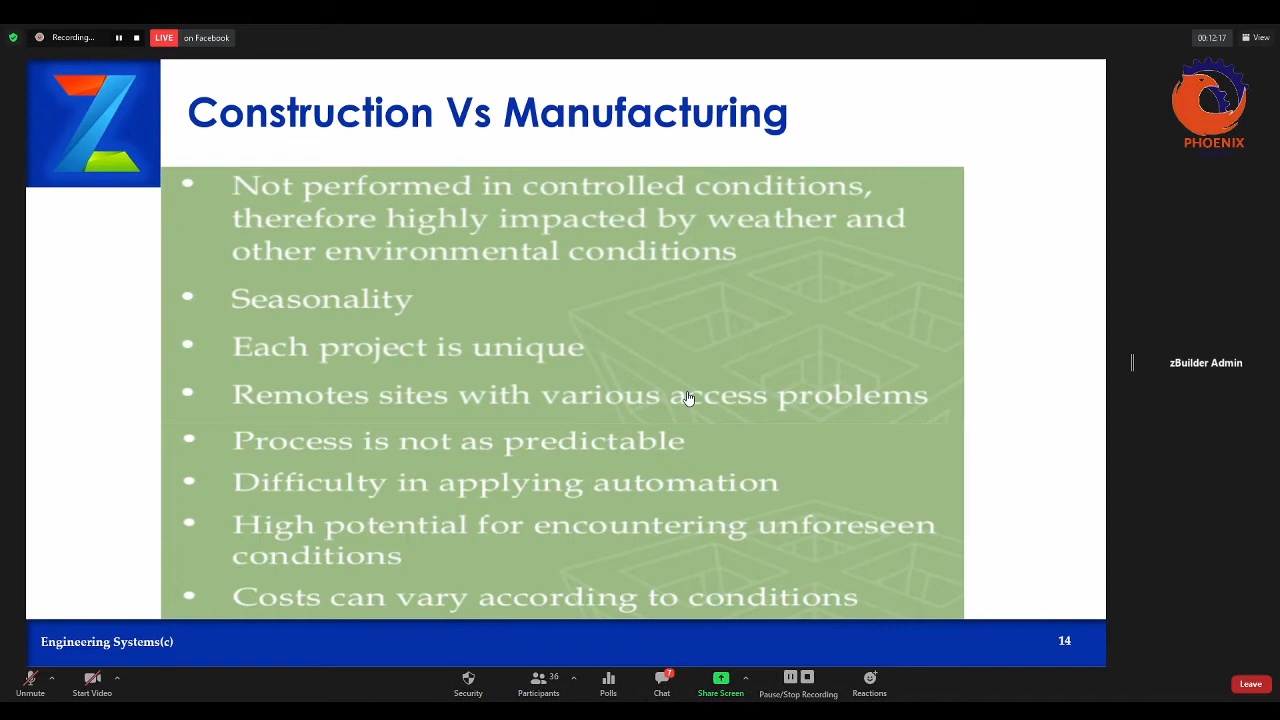 Recording...
LIVE on Facebook
00:12:17
View
Construction Vs Manufacturing
PHOENIX
• Not performed in controlled conditions,
therefore highly impacted by weather and
other environmental conditions
• Seasonality
• Each project is unique
• Remotes sites with various access problems
• Process is not as predictable
• Difficulty in applying automation
• High potential for encountering unforeseen
conditions
• Costs can vary according to conditions
zBuilder Admin
Engineering Systems(c)
14
Unmute
Start Video
Security
36
Participants
Polls
7
Chat
Share Screen
Pause/Stop Recording
Reactions
Leave